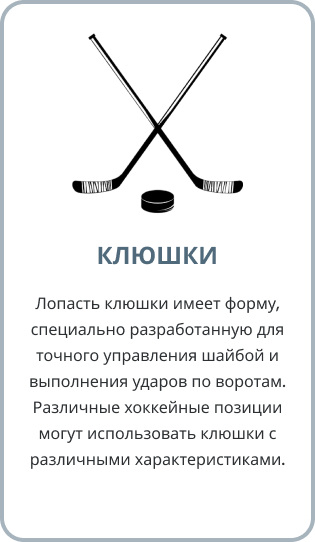 КЛЮШКИ
Лопасть клюшки имеет форму,
специально разработанную для
точного управления шайбой и
выполнения ударов по воротам.
Различные хоккейные позиции
могут использовать клюшки с
различными характеристиками.